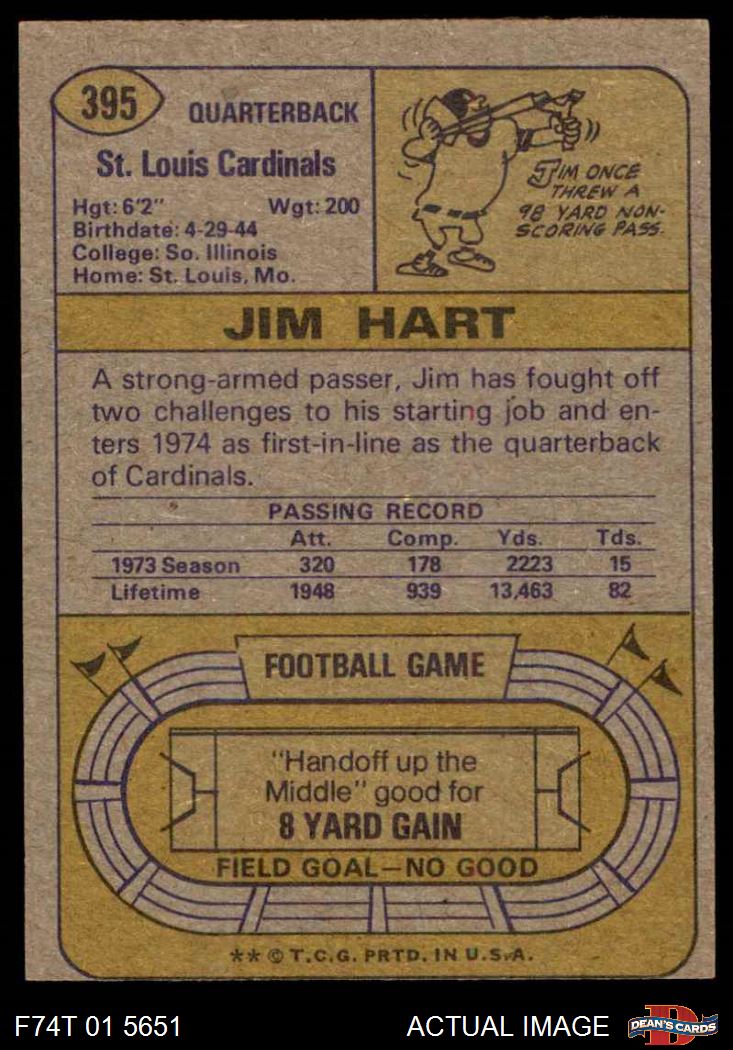 395
QUARTERBACK
St. Louis Cardinals
Hgt: 6'2" Wgt: 200
Birthdate: 4-29-44
College: So. Illinois
Home: St. Louis, Mo.
JIM ONCE
THREW A
98 YARD NON-
SCORING PASS.
JIM HART
A strong-armed passer, Jim has fought off
two challenges to his starting job and en-
ters 1974 as first-in-line as the quarterback
of Cardinals.
PASSING RECORD
Att. Comp. Yds. Tds.
1973 Season 320 178 2223 15
Lifetime 1948 939 13,463 82
FOOTBALL GAME
"Handoff up the
Middle" good for
8 YARD GAIN
FIELD GOAL—NO GOOD
** © T.C.G. PRTD. IN U.S.A.
F74T 01 5651 ACTUAL IMAGE
D
DEAN'S CARDS